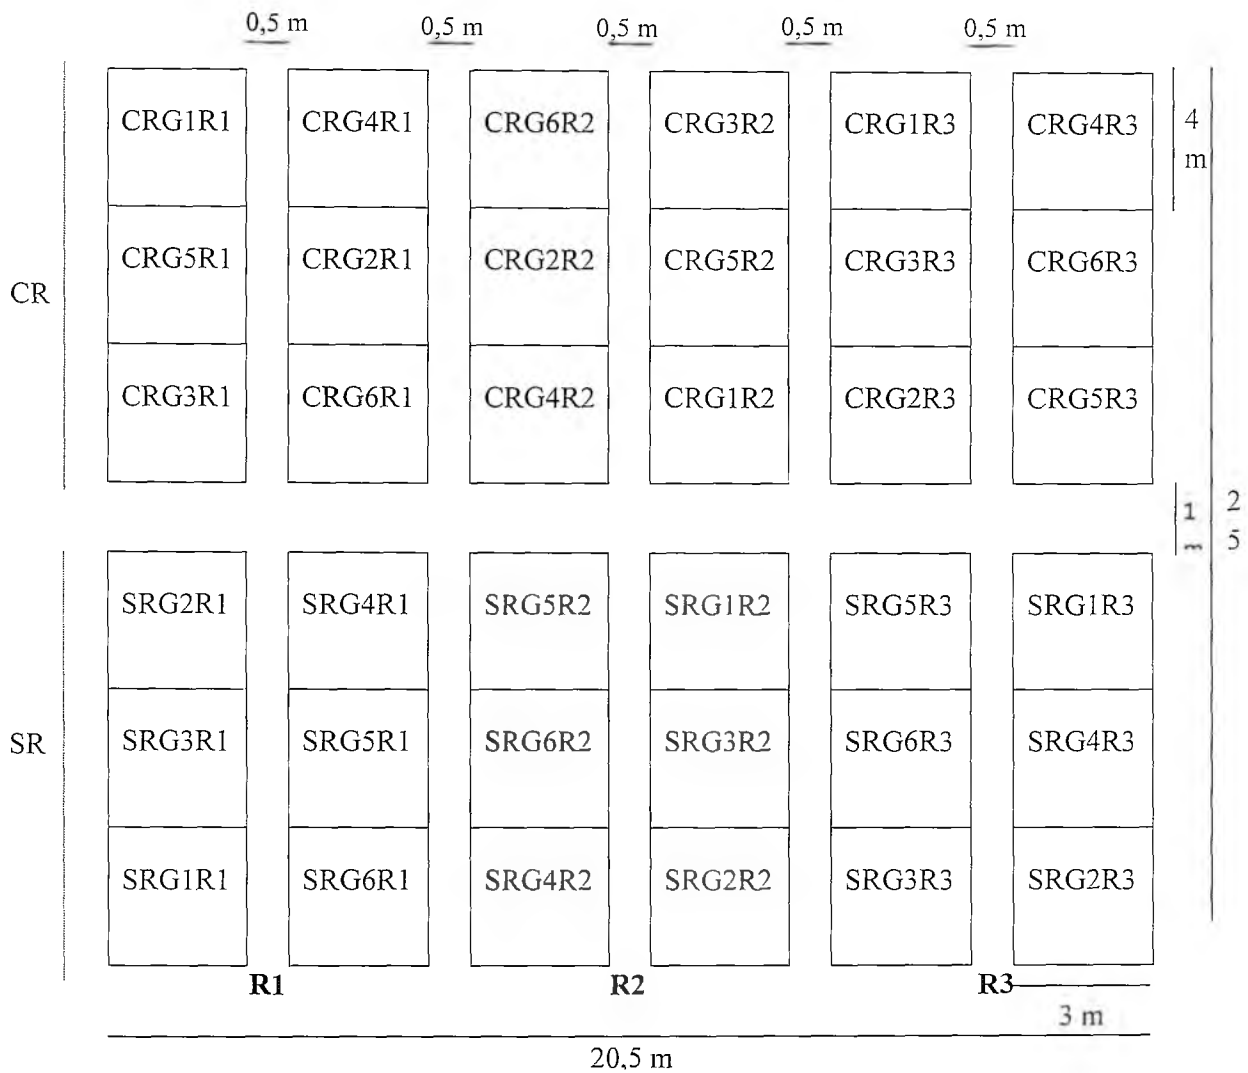 0,5 m 0,5 m 0,5 m 0,5 m 0,5 m
CRG1R1 CRG4R1 CRG6R2 CRG3R2 CRG1R3 CRG4R3 4
m
CRG5R1 CRG2R1 CRG2R2 CRG5R2 CRG3R3 CRG6R3
CR
CRG3R1 CRG6R1 CRG4R2 CRG1R2 CRG2R3 CRG5R3
1 2
m 5
SRG2R1 SRG4R1 SRG5R2 SRG1R2 SRG5R3 SRG1R3
SR SRG3R1 SRG5R1 SRG6R2 SRG3R2 SRG6R3 SRG4R3
SRG1R1 SRG6R1 SRG4R2 SRG2R2 SRG3R3 SRG2R3
R1 R2 R3
3 m
20,5 m